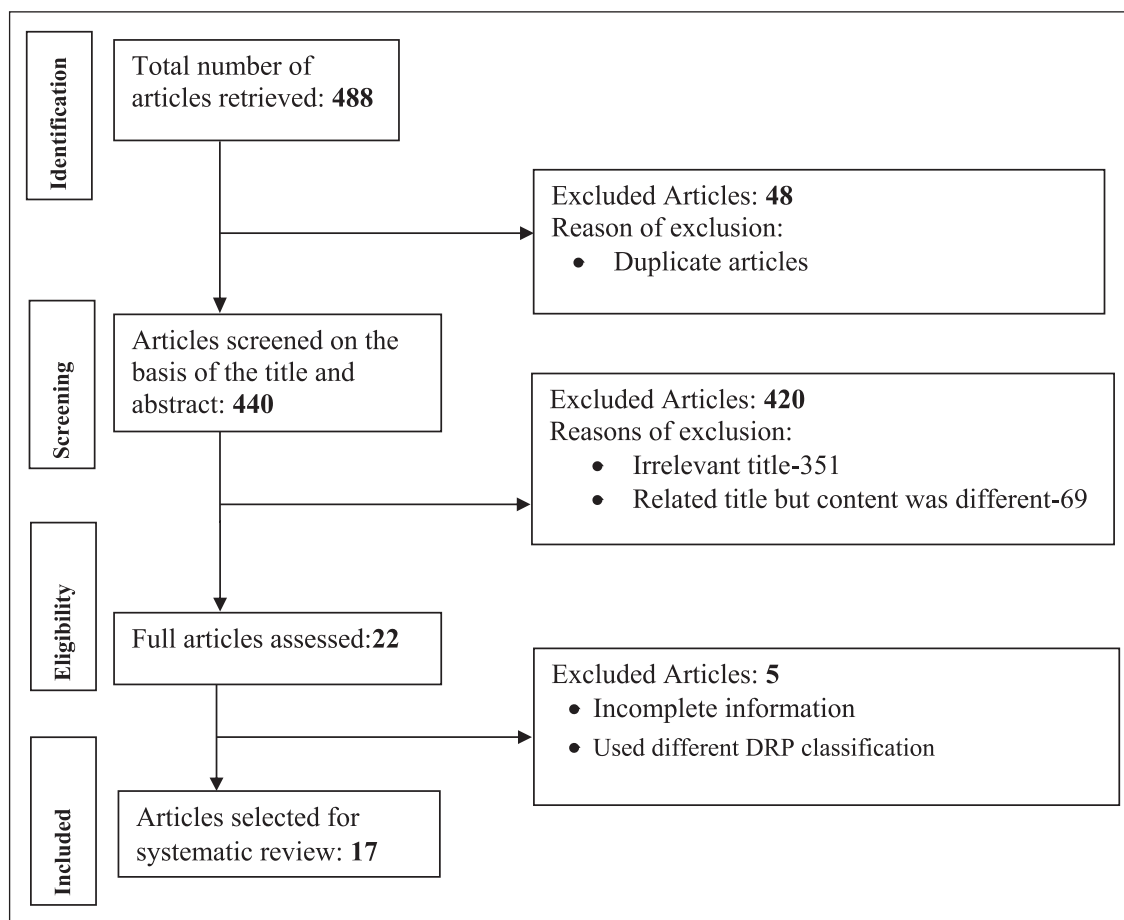 Identification
Total number of
articles retrieved: 488
Excluded Articles: 48
Reason of exclusion:
• Duplicate articles
Screening
Articles screened on the
basis of the title and
abstract: 440
Excluded Articles: 420
Reasons of exclusion:
• Irrelevant title-351
• Related title but content was different-69
Eligibility
Full articles assessed:22
Excluded Articles: 5
• Incomplete information
• Used different DRP classification
Included
Articles selected for
systematic review: 17